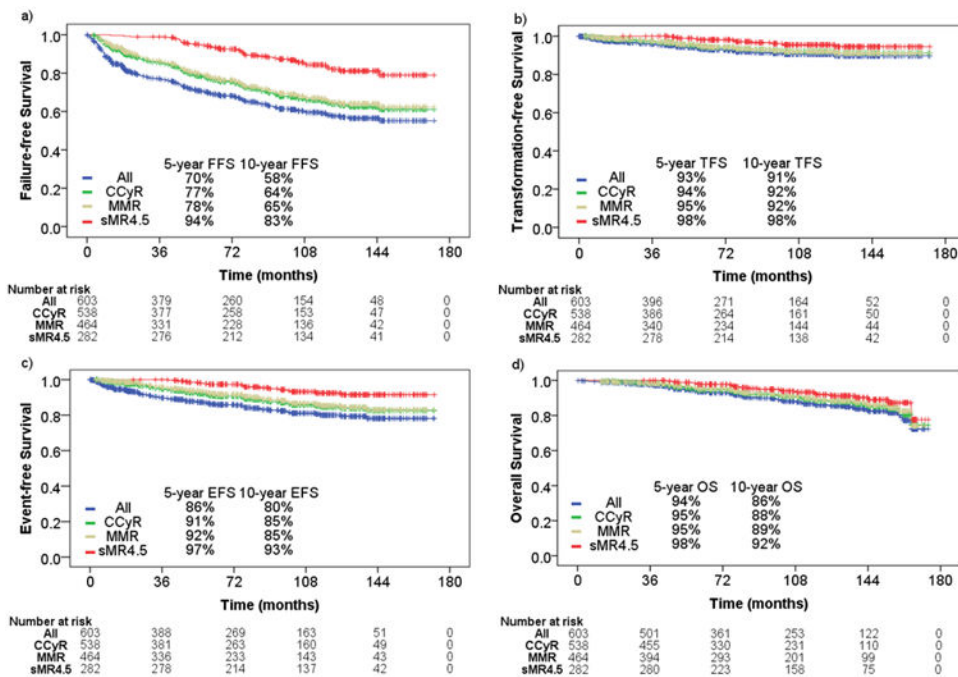 a)
Failure-free Survival
1.0
0.8
0.6
0.4
0.2
0.0
5-year FFS 10-year FFS
All 70% 58%
CCyR 77% 64%
MMR 78% 65%
sMR4.5 94% 83%
0 36 72 108 144 180
Time (months)
Number at risk
All 603 379 260 154 48 0
CCyR 538 377 258 153 47 0
MMR 464 331 228 136 42 0
sMR4.5 282 276 212 134 41 0
b)
Transformation-free Survival
1.0
0.8
0.6
0.4
0.2
0.0
5-year TFS 10-year TFS
All 93% 91%
CCyR 94% 92%
MMR 95% 92%
sMR4.5 98% 98%
0 36 72 108 144 180
Time (months)
Number at risk
All 603 396 271 164 52 0
CCyR 538 386 264 161 50 0
MMR 464 340 234 144 44 0
sMR4.5 282 278 214 138 42 0
c)
Event-free Survival
1.0
0.8
0.6
0.4
0.2
0.0
5-year EFS 10-year EFS
All 86% 80%
CCyR 91% 85%
MMR 92% 85%
sMR4.5 97% 93%
0 36 72 108 144 180
Time (months)
Number at risk
All 603 388 269 163 51 0
CCyR 538 381 263 160 49 0
MMR 464 336 233 143 43 0
sMR4.5 282 278 214 137 42 0
d)
Overall Survival
1.0
0.8
0.6
0.4
0.2
0.0
5-year OS 10-year OS
All 94% 86%
CCyR 95% 88%
MMR 95% 89%
sMR4.5 98% 92%
0 36 72 108 144 180
Time (months)
Number at risk
All 603 501 361 253 122 0
CCyR 538 455 330 231 110 0
MMR 464 394 293 201 99 0
sMR4.5 282 280 223 158 75 0